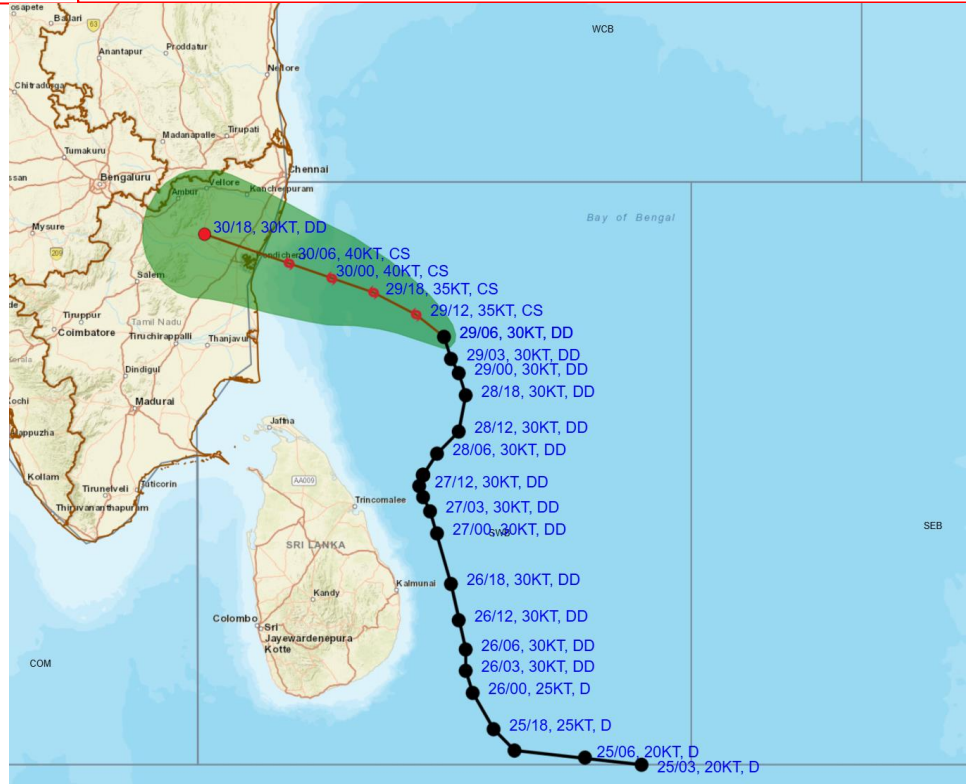 WCB
Ballari
63
Anantapur
Proddatur
Nellore
Chitradurga
Madanapalle
Tirupati
Tumakuru
Bengaluru
Chennai
Vellore
Ambur
Kancheepuram
Mysuru
209
Bay of Bengal
30/18, 30KT, DD
30/06, 40KT, CS
30/00, 40KT, CS
29/18, 35KT, CS
29/12, 35KT, CS
29/06, 30KT, DD
29/03, 30KT, DD
29/00, 30KT, DD
28/18, 30KT, DD
28/12, 30KT, DD
28/06, 30KT, DD
27/12, 30KT, DD
27/03, 30KT, DD
27/00, 30KT, DD
26/18, 30KT, DD
26/12, 30KT, DD
26/06, 30KT, DD
26/03, 30KT, DD
26/00, 25KT, D
25/18, 25KT, D
25/06, 20KT, D
25/03, 20KT, D
Salem
Tiruppur
Coimbatore
Tamil Nadu
Tiruchirappalli
Thanjavur
Dindigul
Madurai
Kollam
Tirunelveli
Tuticorin
Thiruvananthapuram
Jaffna
AA009
Trincomalee
SRI LANKA
Kandy
Kalmunai
Colombo
Sri
Jayewardenepura
Kotte
SWB
SEB
COM